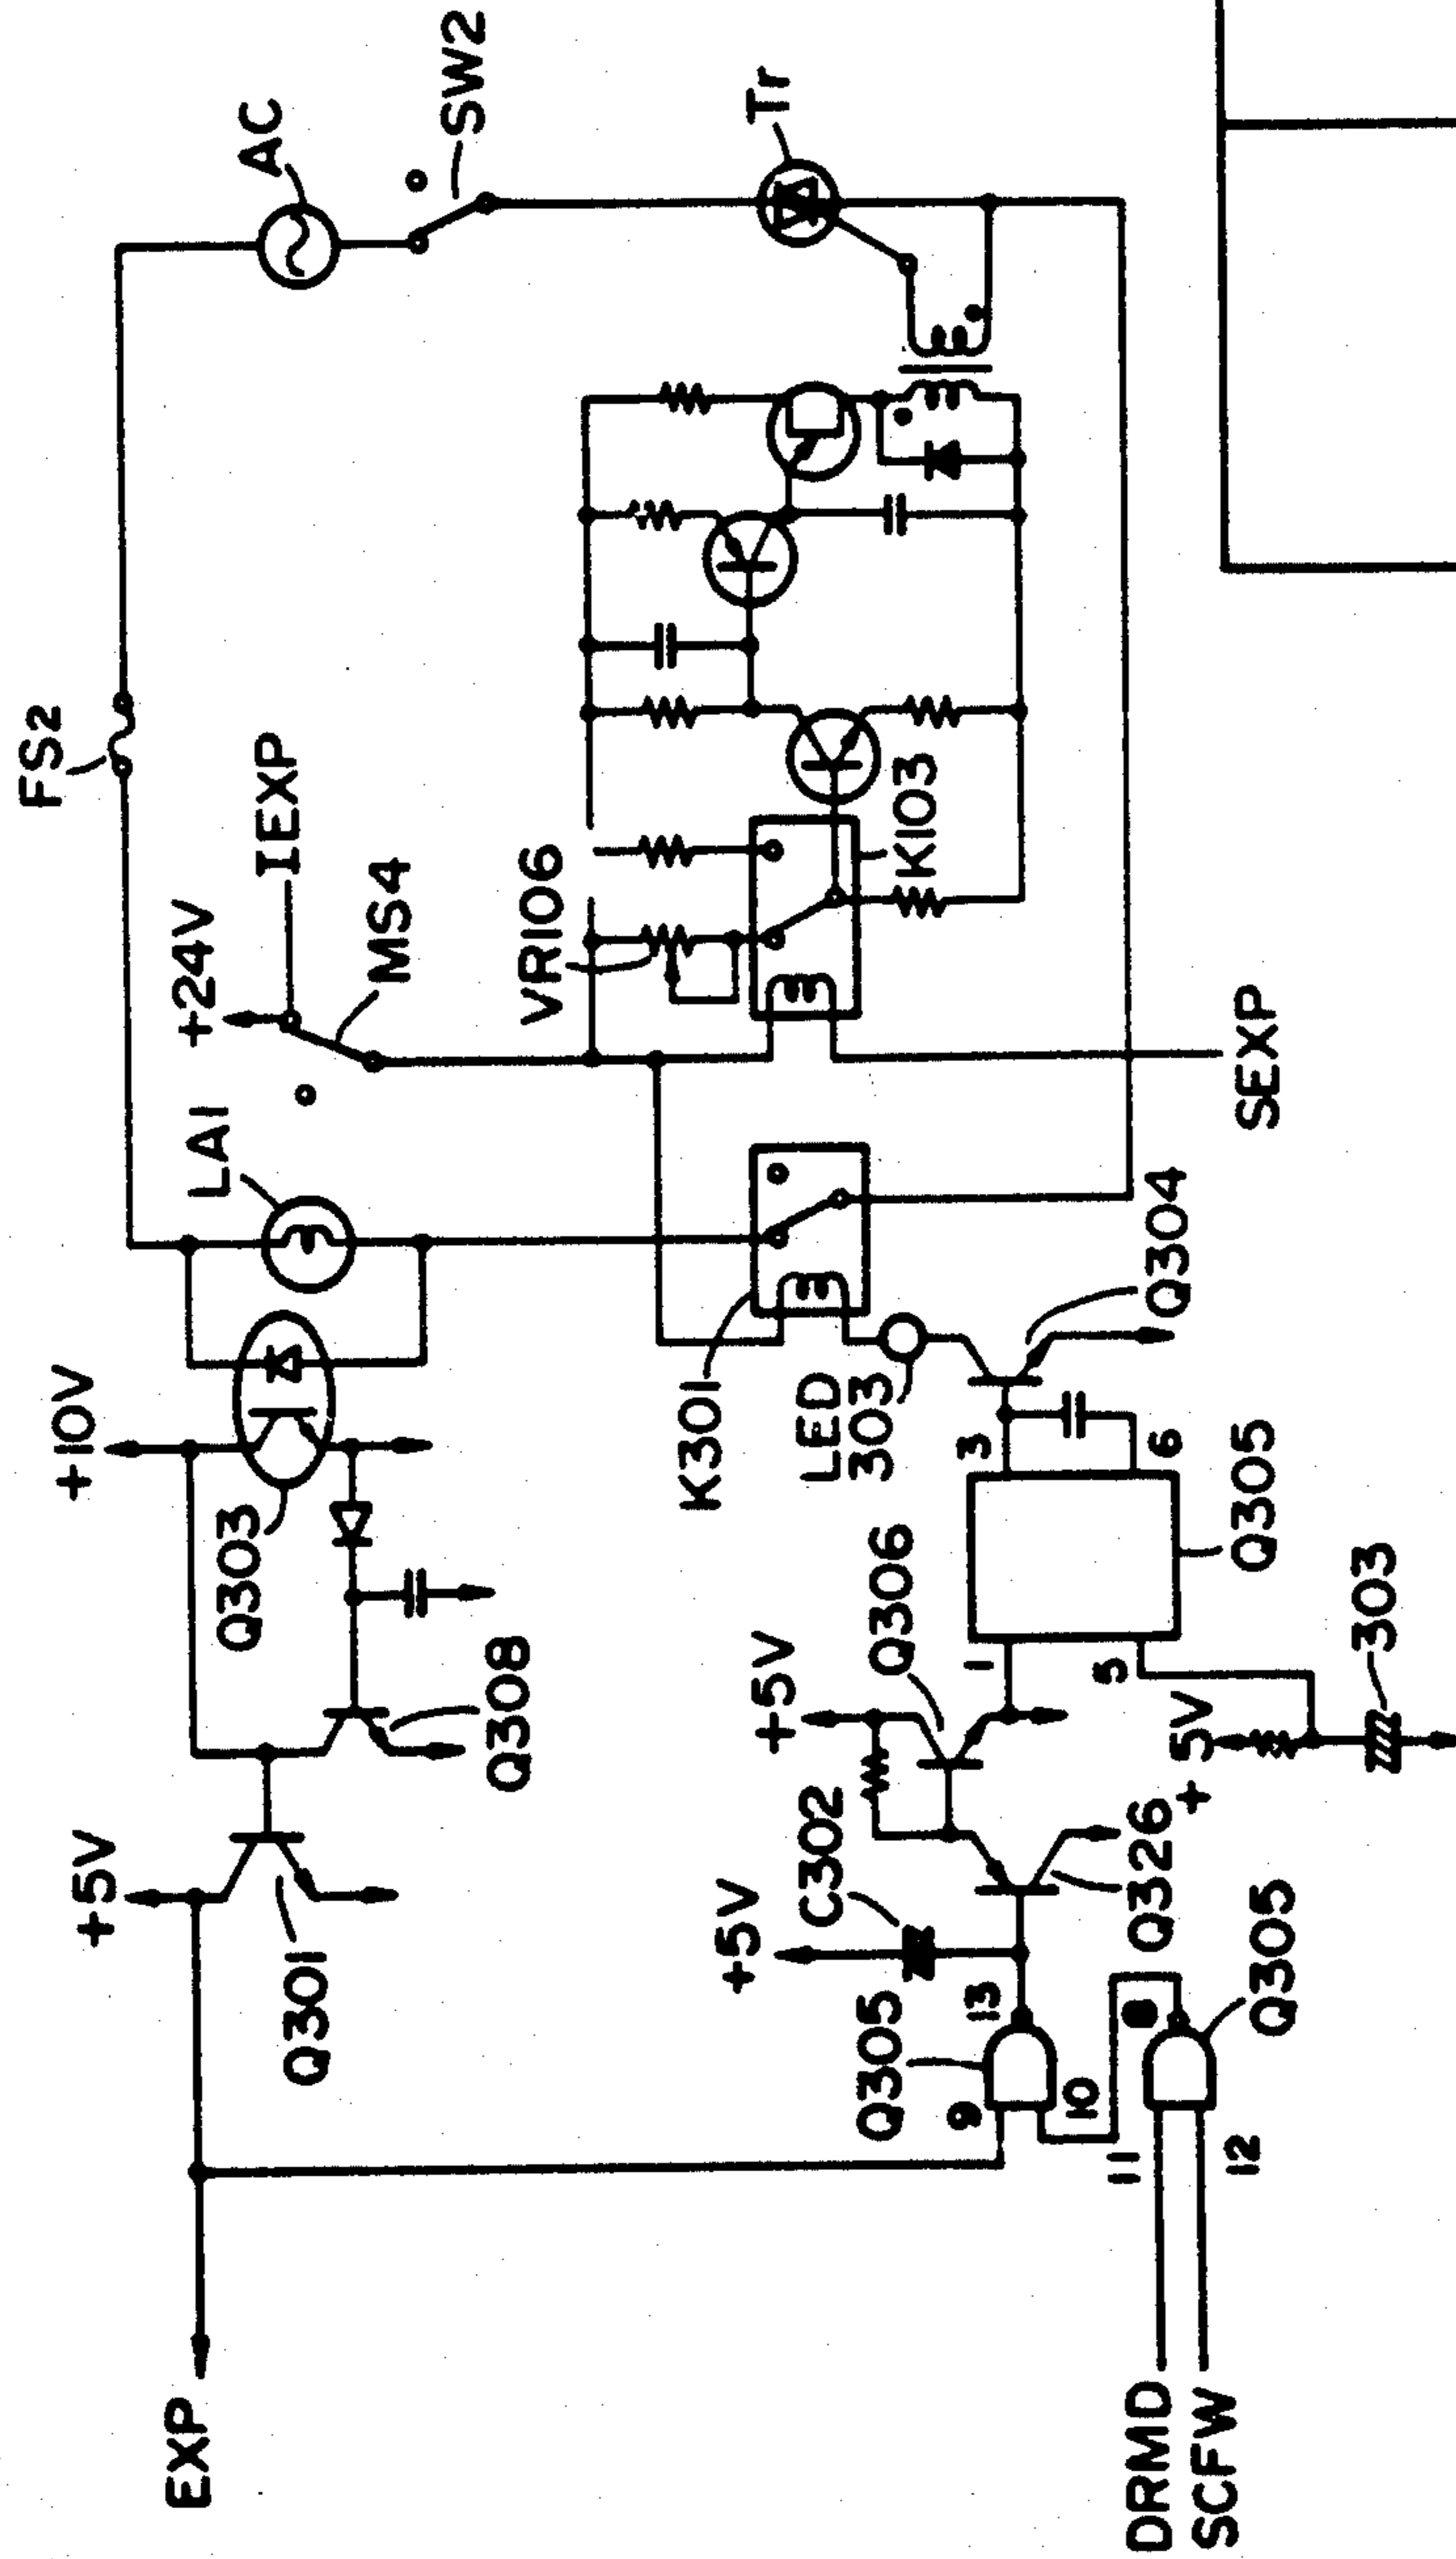 FS2
AC
SW2
Tr
IEXP
+24V
MS4
LA1
VR106
K103
SEXP
+10V
Q303
K301
LED
303
Q304
3
6
Q305
+5V
Q301
Q308
+5V
Q306
1
5
+5V
303
+5V
C302
Q326
Q305
13
9
10
8
Q305
11
12
EXP
DRMD
SCFW